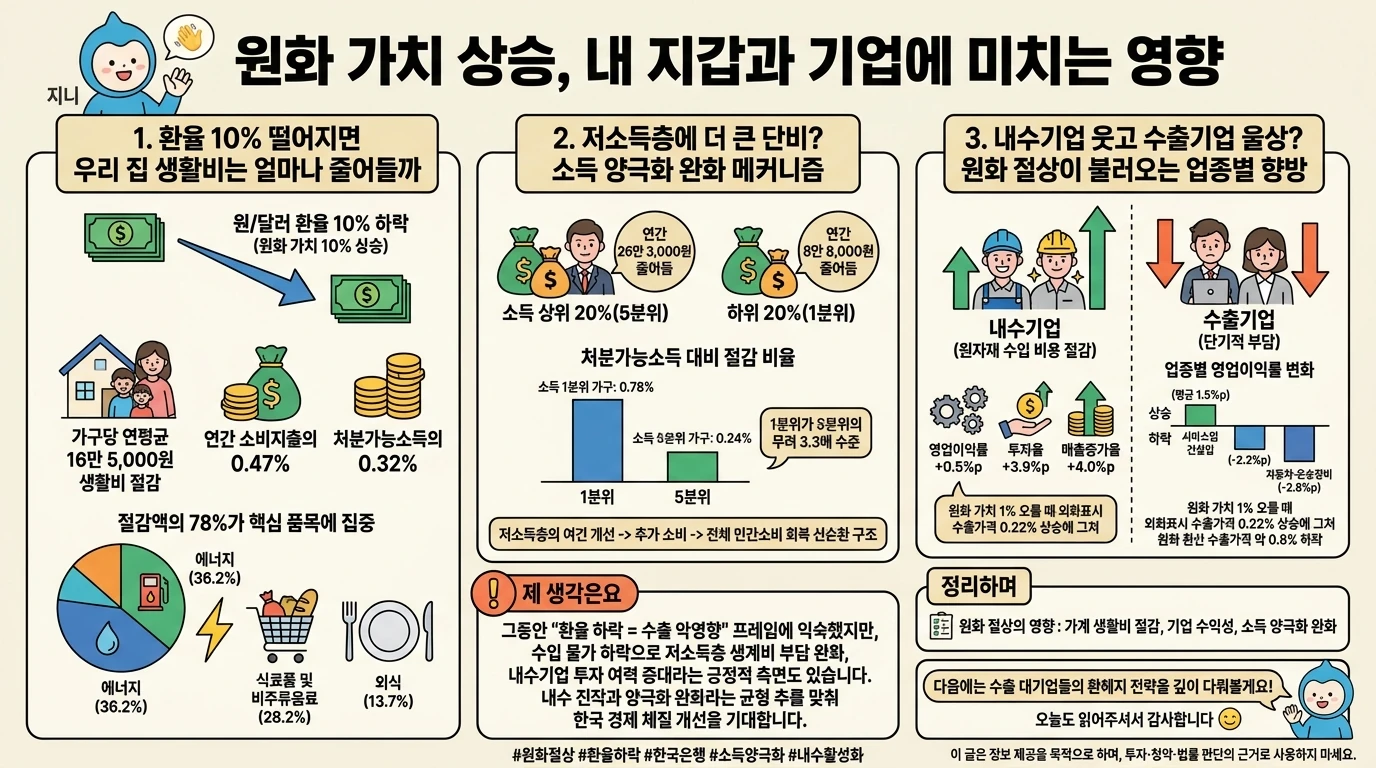 지니
원화 가치 상승, 내 지갑과 기업에 미치는 영향
1. 환율 10% 떨어지면
우리 집 생활비는 얼마나 줄어들까
원/달러 환율 10% 하락
(원화 가치 10% 싱승)
가구당 연평균
16만 5,000원
생활비 절감
연간 소비지출의
0.47%
처분가능소득의
0.32%
절감액의 78%가 핵심 품목에 집중
에너지
(36.2%)
에너지
(36.2%)
식료품 및
비주류음료
(28.2%)
외식
(13.7%)
2. 저소득층에 더 큰 단비?
소득 양극화 완화 메커니즘
연간
26만 3,000원
줄어듬
소득 상위 20%(5분위)
연간
8만 8,000원
줄어듬
하위 20%(1분위)
처분가능소득 대비 절감 비율
소득 1분위 가구: 0.78%
소득 가구: 0.24%
1분위
5분위
1분위가
무려 3.3배 수준
저소득층의 여건 개선 -> 추가 소비 -> 전체 민간소비 회복 구조
! 제 생각은요
그동안 “환율 하락 = 수출 악영향” 프레임에 익숙했지만,
수입 물가 하락으로 저소득층 생계비 부담 완화,
내수기업 투자 여력 증대라는 긍정적 측면도 있습니다.
내수 진작과 양극화 완회라는 균형 추를 맞춰
한국 경제 체질 개선을 기대합니다.
#원화절상 #환율하락 #한국은행 #소득양극화 #내수활성화
3. 내수기업 웃고 수출기업 울상?
원화 절상이 불러오는 업종별 향방
내수기업
(원자재 수입 비용 절감)
영업이익률
+0.5%p
투자율
+3.9%p
매출증가율
+4.0%p
원화 가치 1% 오를 때 외화표시
수출가격 0.22% 상승에 그쳐
수출기업
(단기적 부담)
업종별 영업이익률 변화
(평균 1.5%p)
상승
하락
(-2.2%p)
(-2.8%p)
원화 가치 1% 오를 때
외화표시 수출가격 0.22% 상승에 그쳐
원화 환산 수출가격 약 0.8%
정리하며
원화 절상의 영향 : 가계 생활비 절감, 기업 수익성, 소득 양극화 완화
다음에는 수출 대기업들의 환헤지 전략을 깊이 다뤄볼게요!
오늘도 읽어주셔서 감사합니다
이 글은 장보 제공을 목적으로 하며, 투자·청약·법률 판단의 근거로 사용하지 마세요.